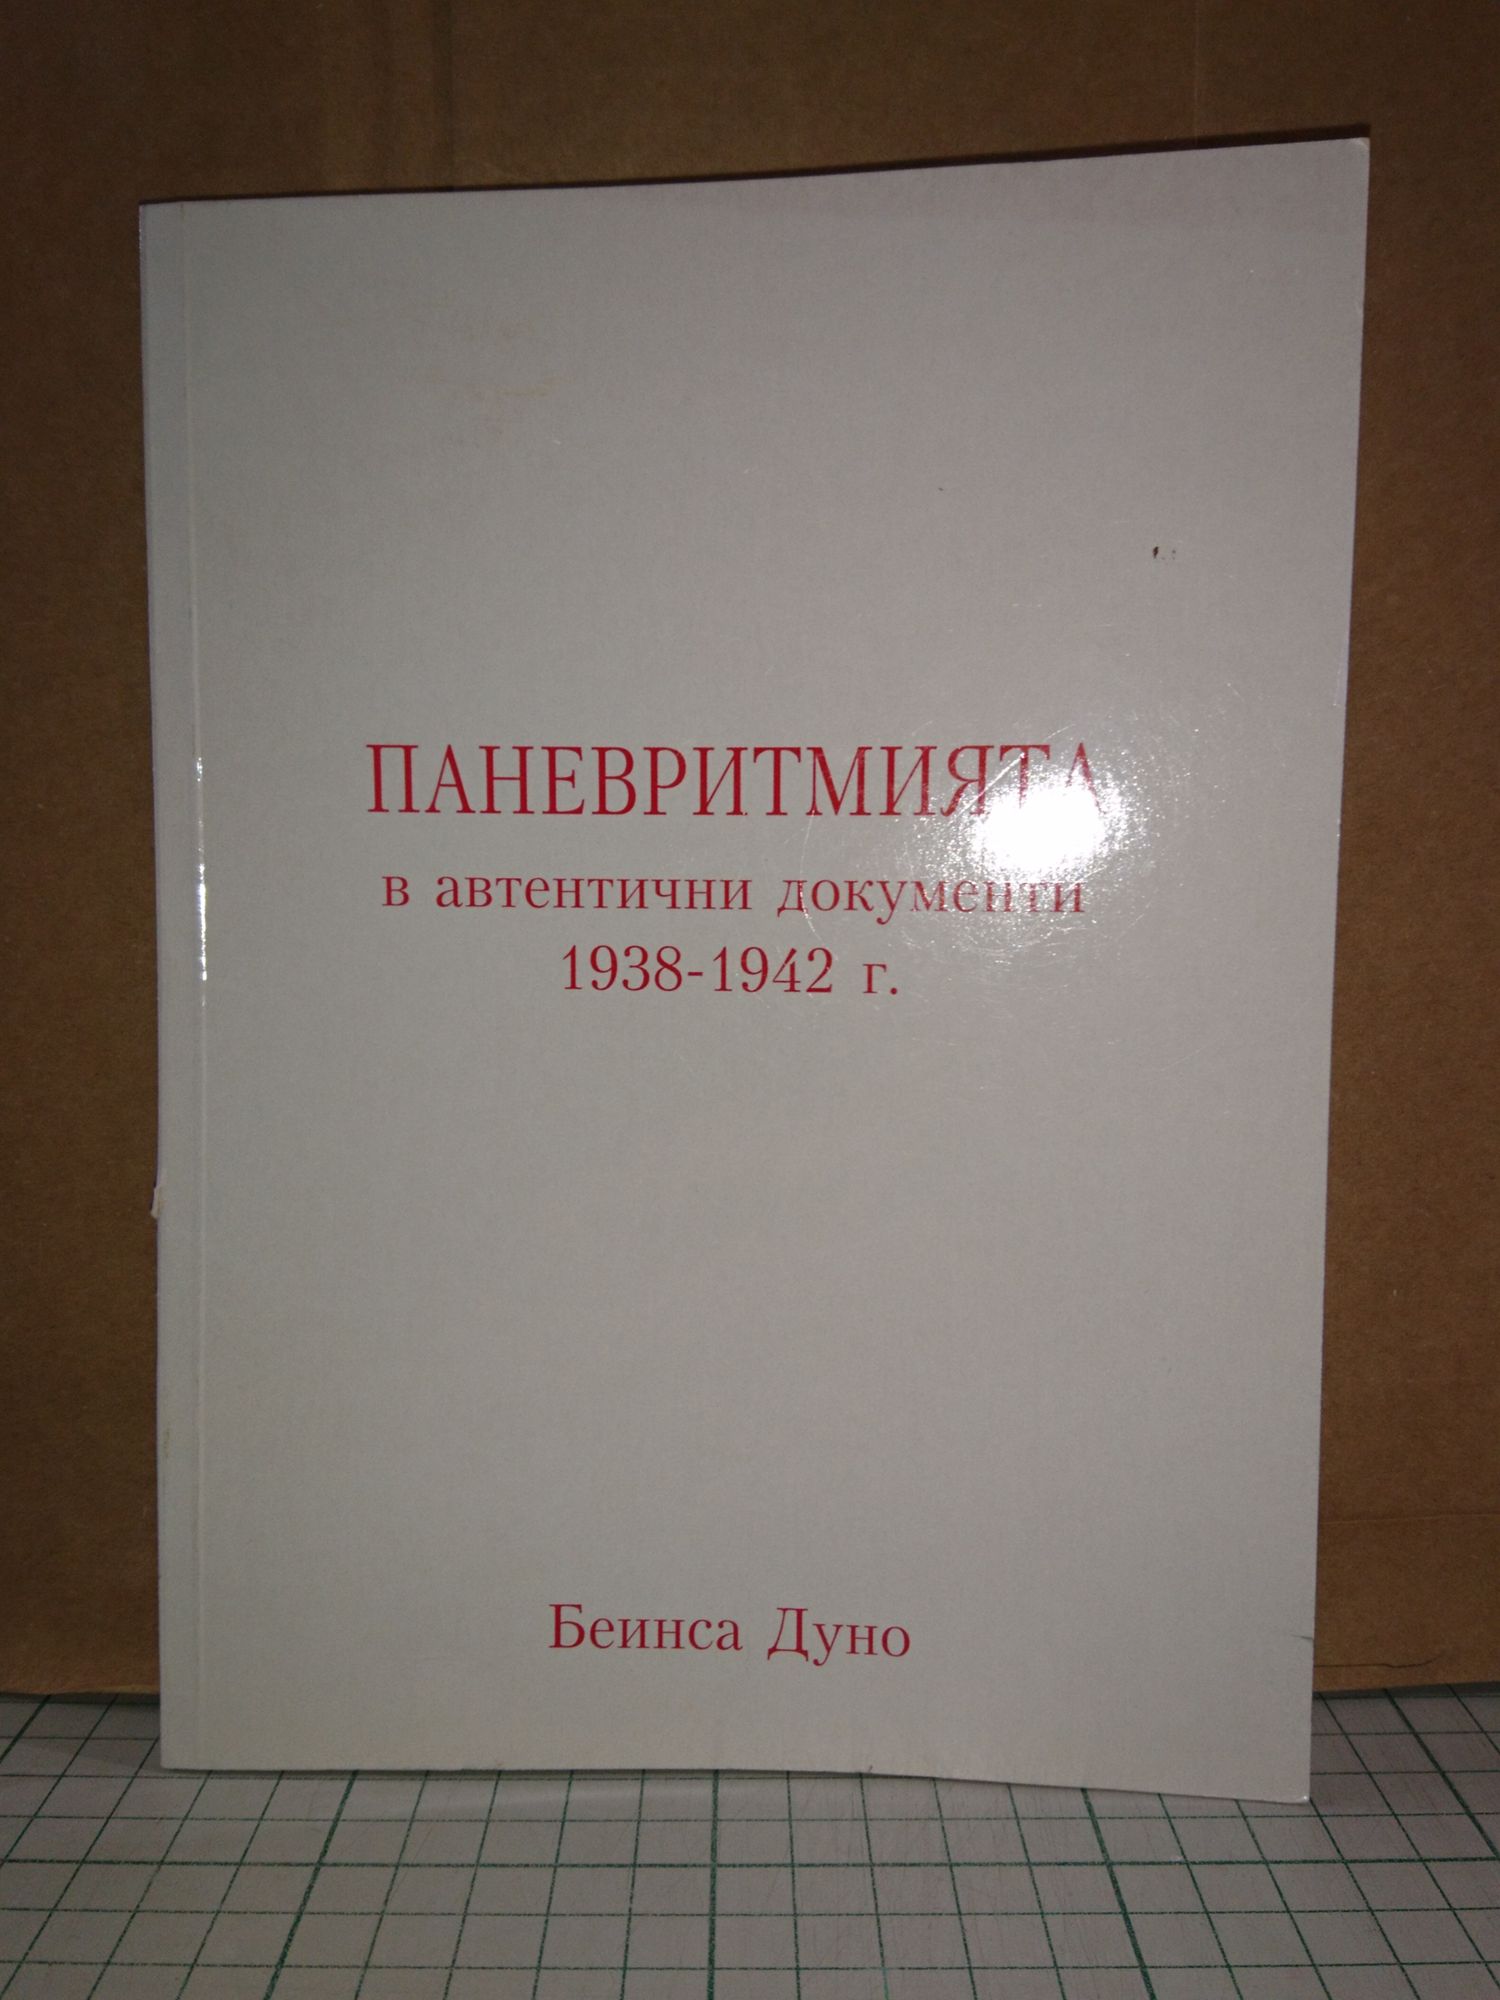 ПАНЕВРИТМИЯТА
в автентични документи
1938-1942 г.
Беинса Дуно